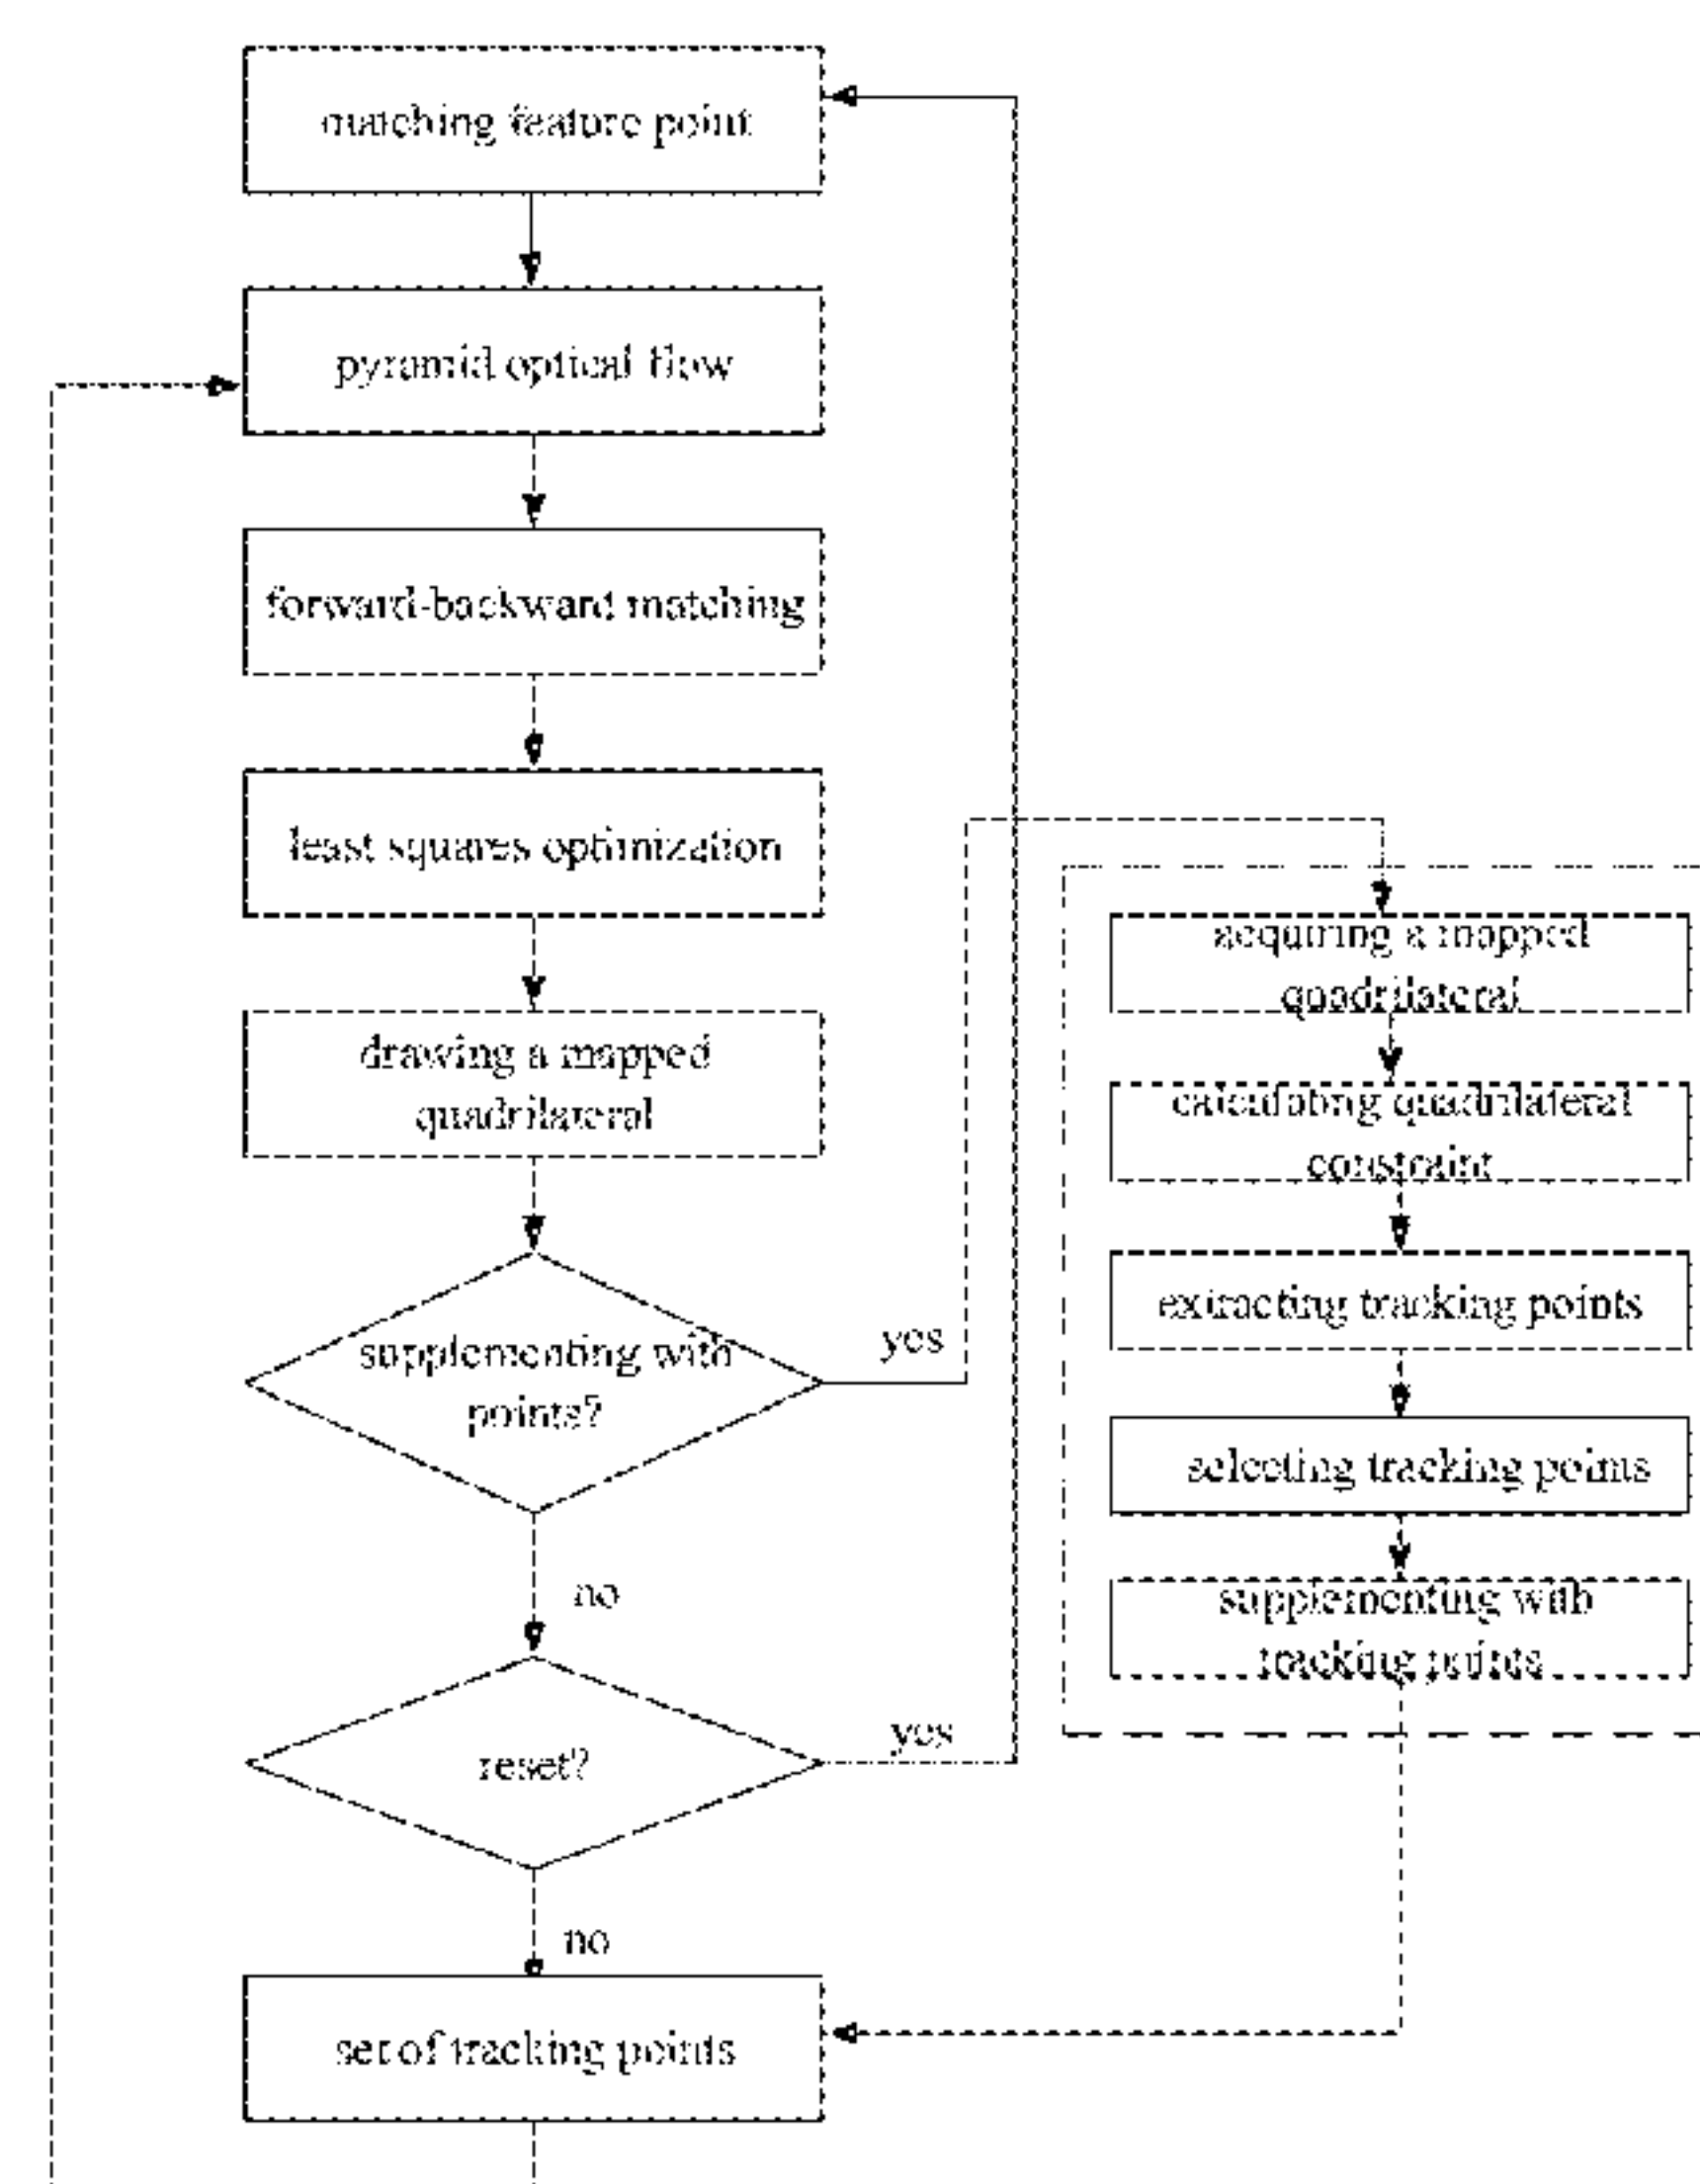 matching feature point
pyramid optical flow
forward-backward matching
least squares optimization
drawing a mapped
quadrilateral
supplementing with
points?
yes
no
reset?
yes
no
set of tracking points
acquiring a mapped
quadrilateral
calculating quadrilateral
constraint
extracting tracking points
selecting tracking points
supplementing with
tracking points